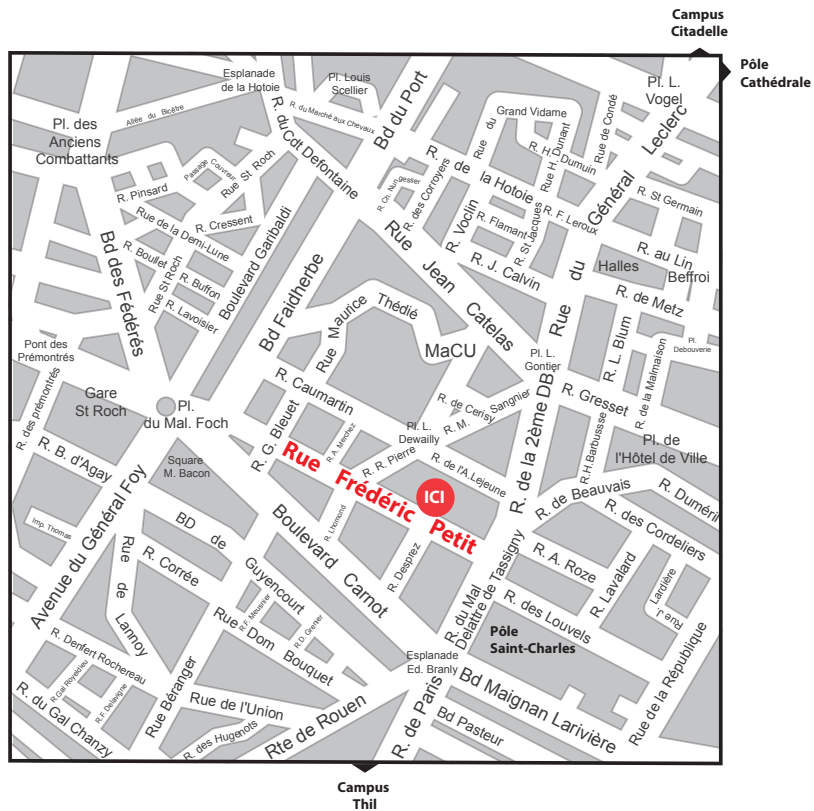 Campus
Citadelle
Pôle
Cathédrale
Esplanade
de la Hotoie
Pl. Louis
Scellier
Bd du Port
Pl. L.
Vogel
Allée du Bicêtre
R. du Marché aux Chevaux
Grand Vidame
Pl. des
Anciens
Combattants
R. du Cdt Defontaine
R. de la Hotoie
Rue du
R. H. Dumuin
Rue H. Dunant
Rue de Condé
Rue du Général Leclerc
Passage Couvreur
Rue St Roch
R. Pinsard
R. Ch. Nungesser
R. des Corroyers
R. St Germain
Rue de la Demi-Lune
R. Cressent
R. Voclin
R. Flamant
R. St Jacques
R. F. Leroux
R. au Lin
Bd des Fédérés
R. Boullet
Rue St Roch
R. Buffon
R. Lavoisier
Boulevard Garibaldi
Bd Faidherbe
Rue Jean Catelas
R. J. Calvin
Halles
Beffroi
R. de Metz
Rue Maurice Thédié
MaCU
Pl. L.
Gontier
R. L. Blum
R. de la Malmaison
Pl.
Debouverie
Pont des
Prémontrés
R. des prémontrés
Gare
St Roch
Pl.
du Mal. Foch
R. Caumartin
R. de Cerisy
R. M. Sangnier
R. Gresset
R. G. Bleuet
R. A. Merchez
Pl. L.
Dewailly
R. R. Pierre
R. de l'A.Lejeune
R. de la 2ème DB
R.H.Barbussse
Pl. de
l'Hôtel de Ville
R. B. d'Agay
Square
M. Bacon
Rue Frédéric Petit
ICI
R. de Beauvais
R. Duméril
R. des Cordeliers
Imp. Thomas
Avenue du Général Foy
BD de Guyencourt
Boulevard Carnot
R. Lhomond
R. Desprez
R. du Mal
Delattre de Tassigny
R. A. Roze
R. Lavalard
Rue J. Lardière
Rue de Lannoy
R. Corrée
R. des Louvels
R.F. Meusnier
R.D. Grenier
Rue Dom Bouquet
Pôle
Saint-Charles
R. Denfert Rochereau
R.Gal Royeldieu
R.F. Delavigne
Esplanade
Ed. Branly
Bd Maignan Larivière
Rue de la République
R. du Gal Chanzy
Rue Béranger
Rue de l'Union
R. des Hugenots
Rte de Rouen
R. de Paris
Bd Pasteur
Campus
Thil